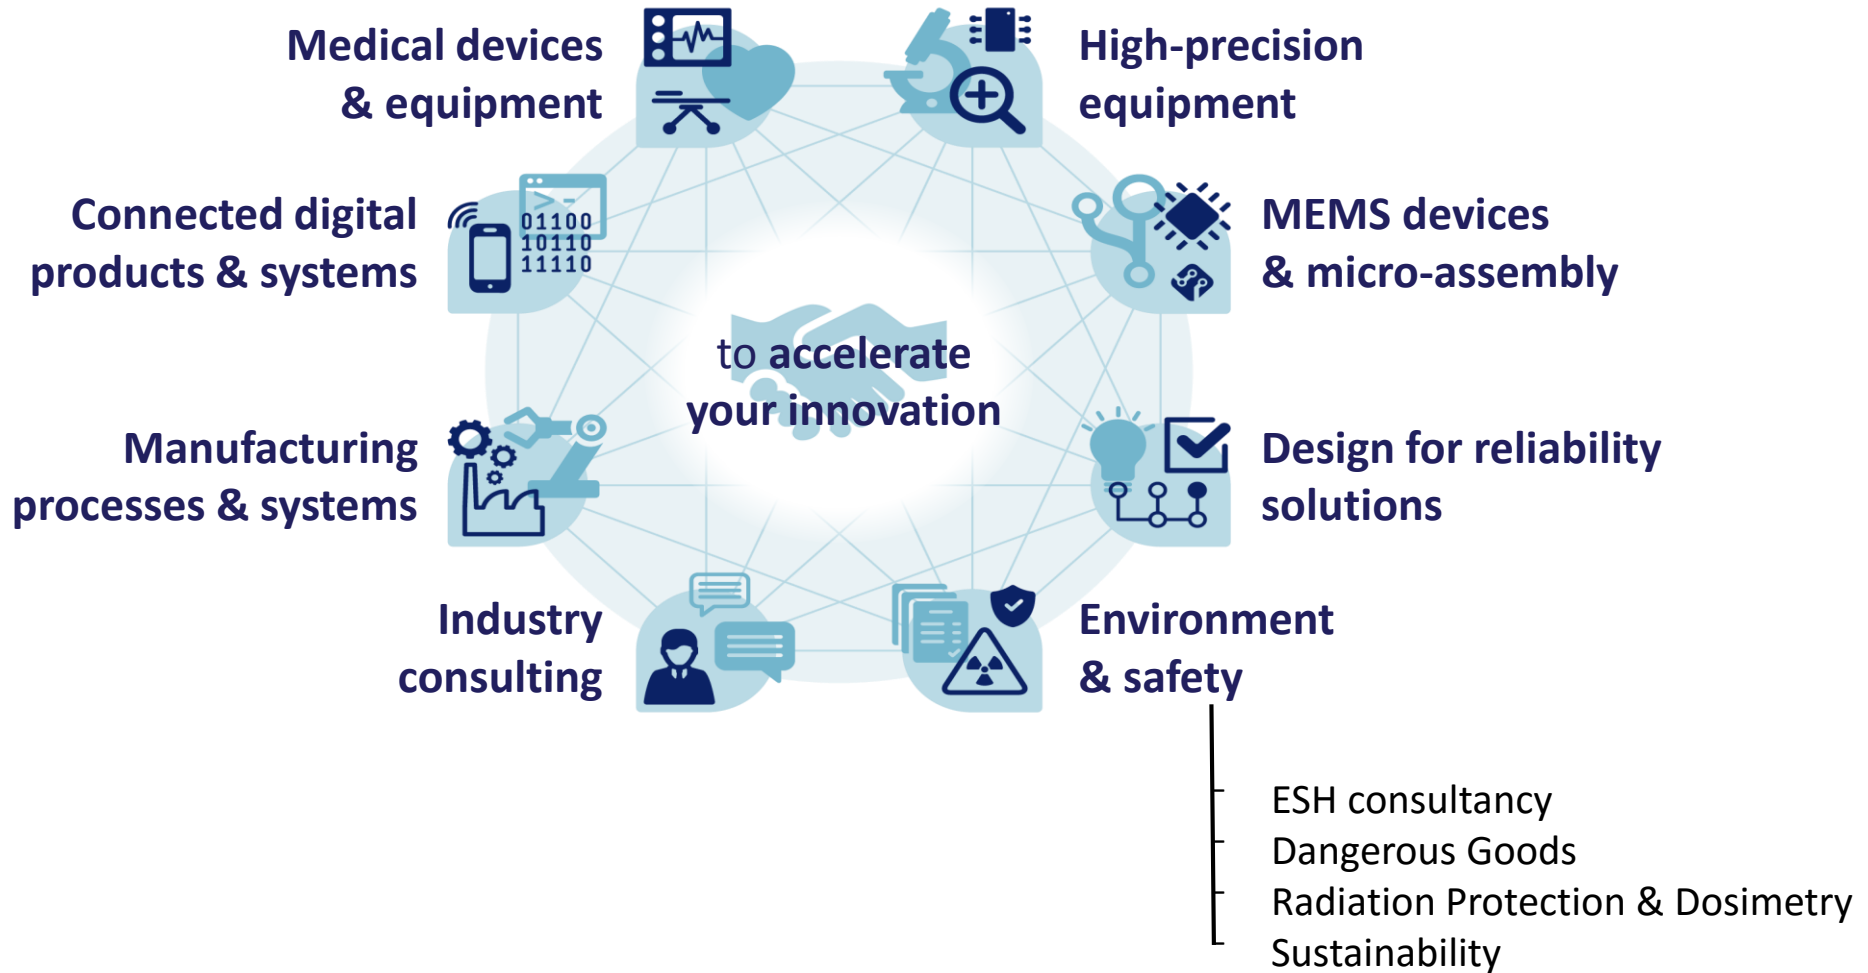 Medical devices
& equipment
High-precision
equipment
Connected digital
products & systems
>-
01100
10110
11110
MEMS devices
& micro-assembly
to accelerate
your innovation
Manufacturing
processes & systems
Design for reliability
solutions
Industry
consulting
Environment
& safety
ESH consultancy
Dangerous Goods
Radiation Protection & Dosimetry
Sustainability